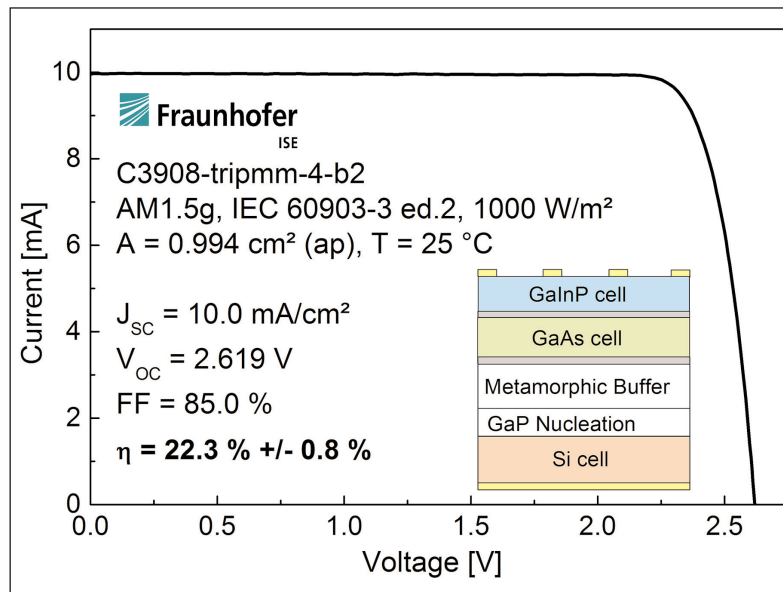 Current [mA]
10
8
6
4
2
0
Fraunhofer
ISE
C3908-tripmm-4-b2
AM1.5g, IEC 60903-3 ed.2, 1000 W/m²
A = 0.994 cm² (ap), T = 25 °C
J_SC = 10.0 mA/cm²
V_OC = 2.619 V
FF = 85.0 %
η = 22.3 % +/- 0.8 %
GaInP cell
GaAs cell
Metamorphic Buffer
GaP Nucleation
Si cell
0.0 0.5 1.0 1.5 2.0 2.5
Voltage [V]